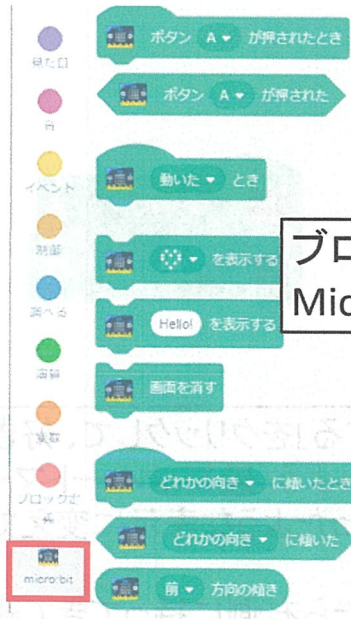 見た目
音
イベント
制御
調べる
演算
変数
ブロック定
micro:bit
ボタン A が押されたとき
ボタン A が押された
動いた とき
を表示する
Hello! を表示する
画面を消す
どれかの向き に傾いたとき
どれかの向き に傾いた
前 方向の傾き
ブロ
Mic